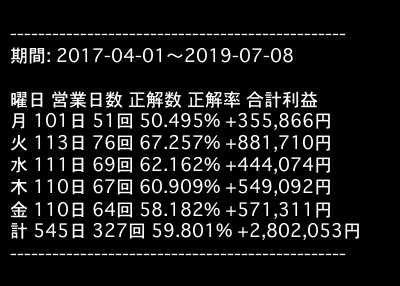 ------------------------------------------------
期間: 2017-04-01～2019-07-08
曜日 営業日数 正解数 正解率 合計利益
月 101日 51回 50.495% +355,866円
火 113日 76回 67.257% +881,710円
水 111日 69回 62.162% +444,074円
木 110日 67回 60.909% +549,092円
金 110日 64回 58.182% +571,311円
計 545日 327回 59.801% +2,802,053円
------------------------------------------------